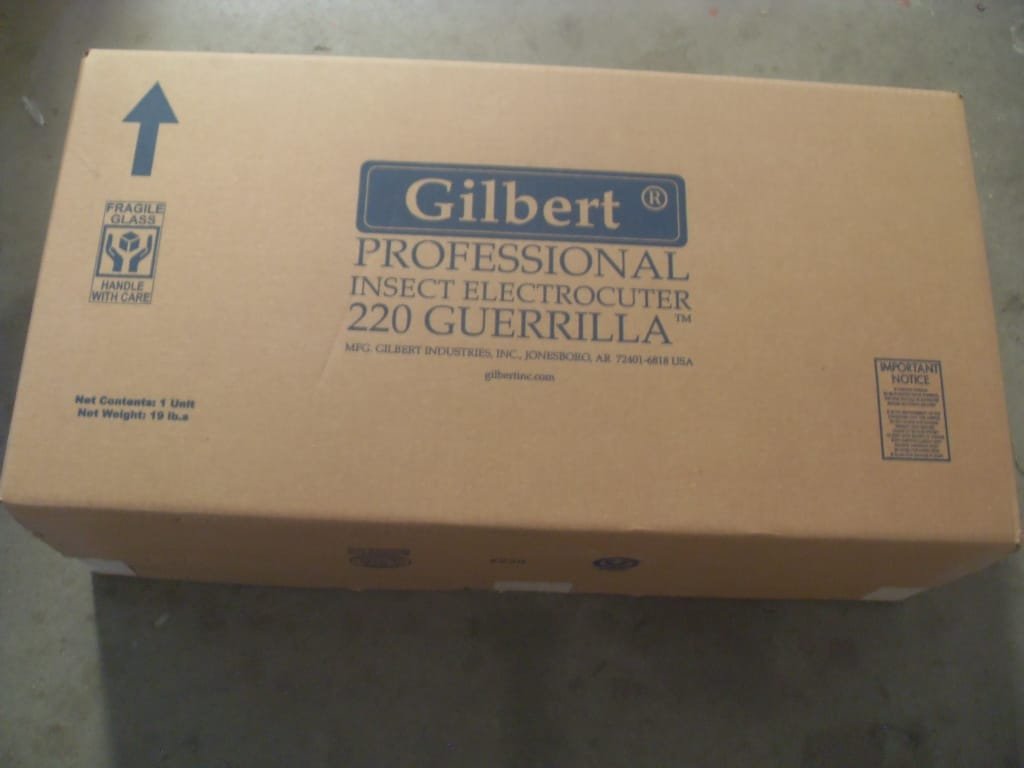 FRAGILE
GLASS
HANDLE
WITH CARE
Gilbert ®
PROFESSIONAL
INSECT ELECTROCUTER
220 GUERRILLA™
MFG. GILBERT INDUSTRIES, INC., JONESBORO, AR 72401-6818 USA
gilbertinc.com
Net Contents: 1 Unit
Net Weight: 19 lb.s
IMPORTANT
NOTICE